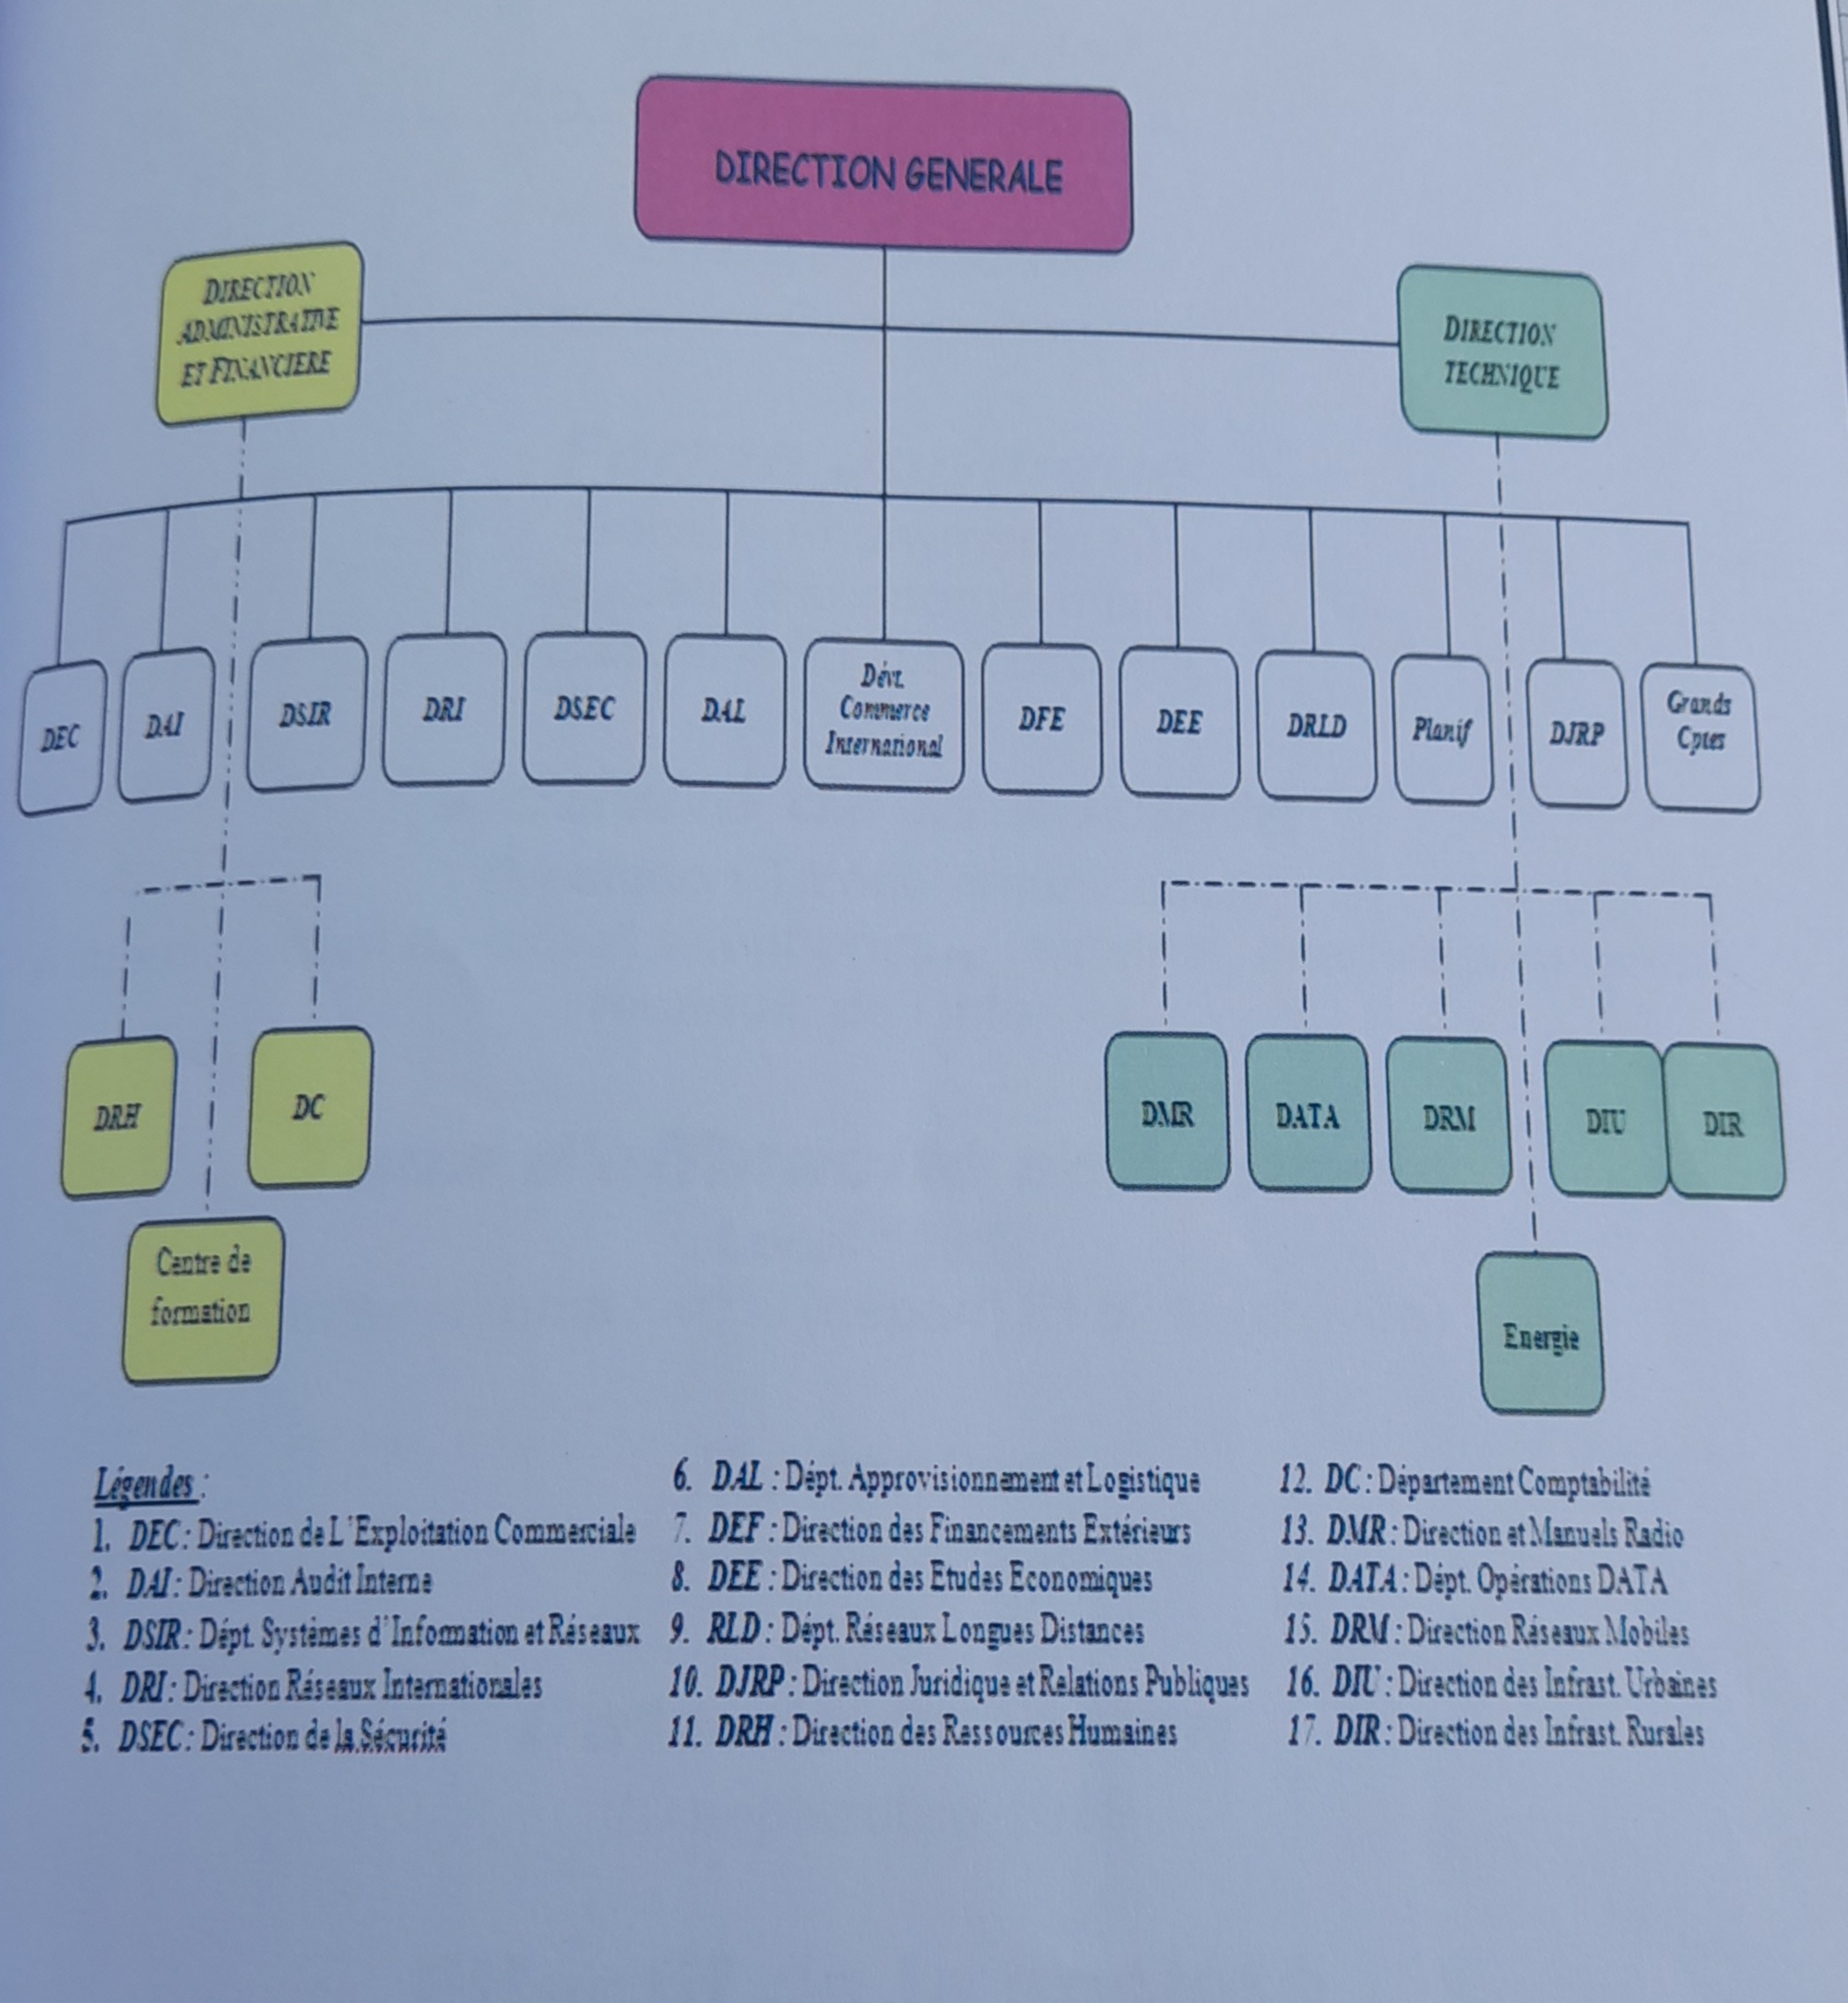 DIRECTION GENERALE
DIRECTION
ADMINISTRATIVE
ET FINANCIERE
DIRECTION
TECHNIQUE
DEC
DAI
DSIR
DRI
DSEC
DAL
Dévt.
Commerce
International
DFE
DEE
DRLD
Planif
DJRP
Grands
Cptes
DRH
DC
DMR
DATA
DRM
DIU
DIR
Centre de
formation
Energie
Légendes :
1. DEC : Direction de L'Exploitation Commerciale
2. DAI : Direction Audit Interne
3. DSIR : Dépt. Systèmes d'Information et Réseaux
4. DRI : Direction Réseaux Internationales
5. DSEC : Direction de la Sécurité
6. DAL : Dépt. Approvisionnement et Logistique
7. DEF : Direction des Financements Extérieurs
8. DEE : Direction des Etudes Economiques
9. RLD : Dépt. Réseaux Longues Distances
10. DJRP : Direction Juridique et Relations Publiques
11. DRH : Direction des Ressources Humaines
12. DC : Département Comptabilité
13. DMR : Direction et Manuels Radio
14. DATA : Dépt. Opérations DATA
15. DRM : Direction Réseaux Mobiles
16. DIU : Direction des Infrast. Urbaines
17. DIR : Direction des Infrast. Rurales